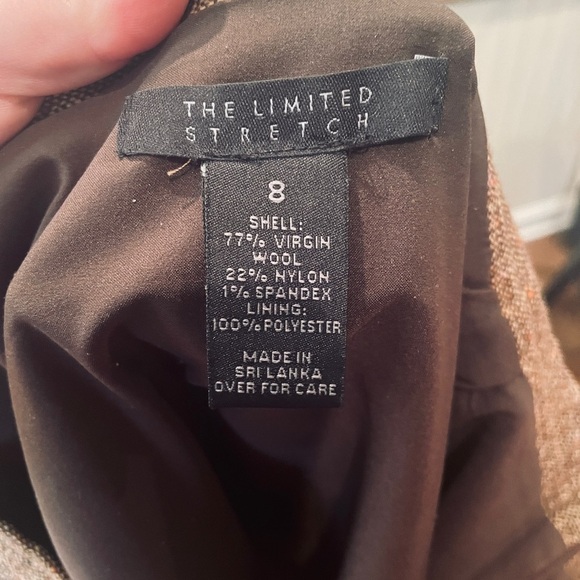 THE LIMITED
STRETCH
8
SHELL:
77% VIRGIN
WOOL
22% NYLON
1% SPANDEX
LINING:
100% POLYESTER
MADE IN
SRI LANKA
OVER FOR CARE